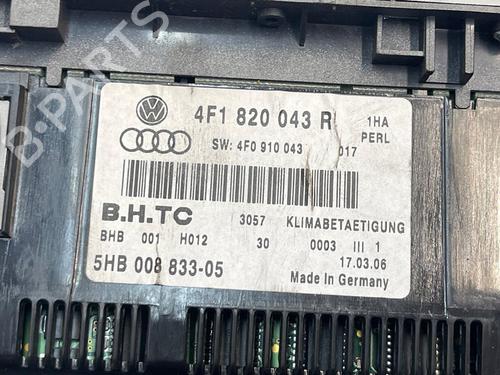 B-PARTS
4F1 820 043 R 1HA
SW: 4F0 910 043 017 PERL
B.H.TC 3057 KLIMABETAETIGUNG
BHB 001 H012 30 0003 III 1
5HB 008 833-05 17.03.06
Made in Germany